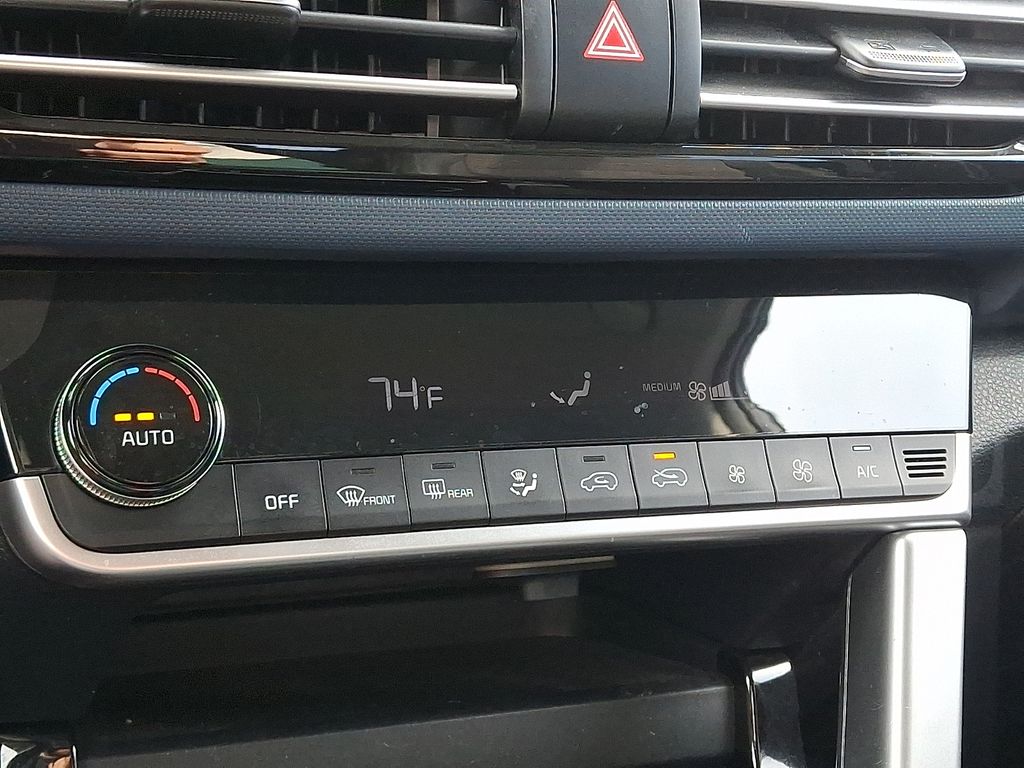 74°F
MEDIUM
AUTO
OFF
FRONT
REAR
A/C